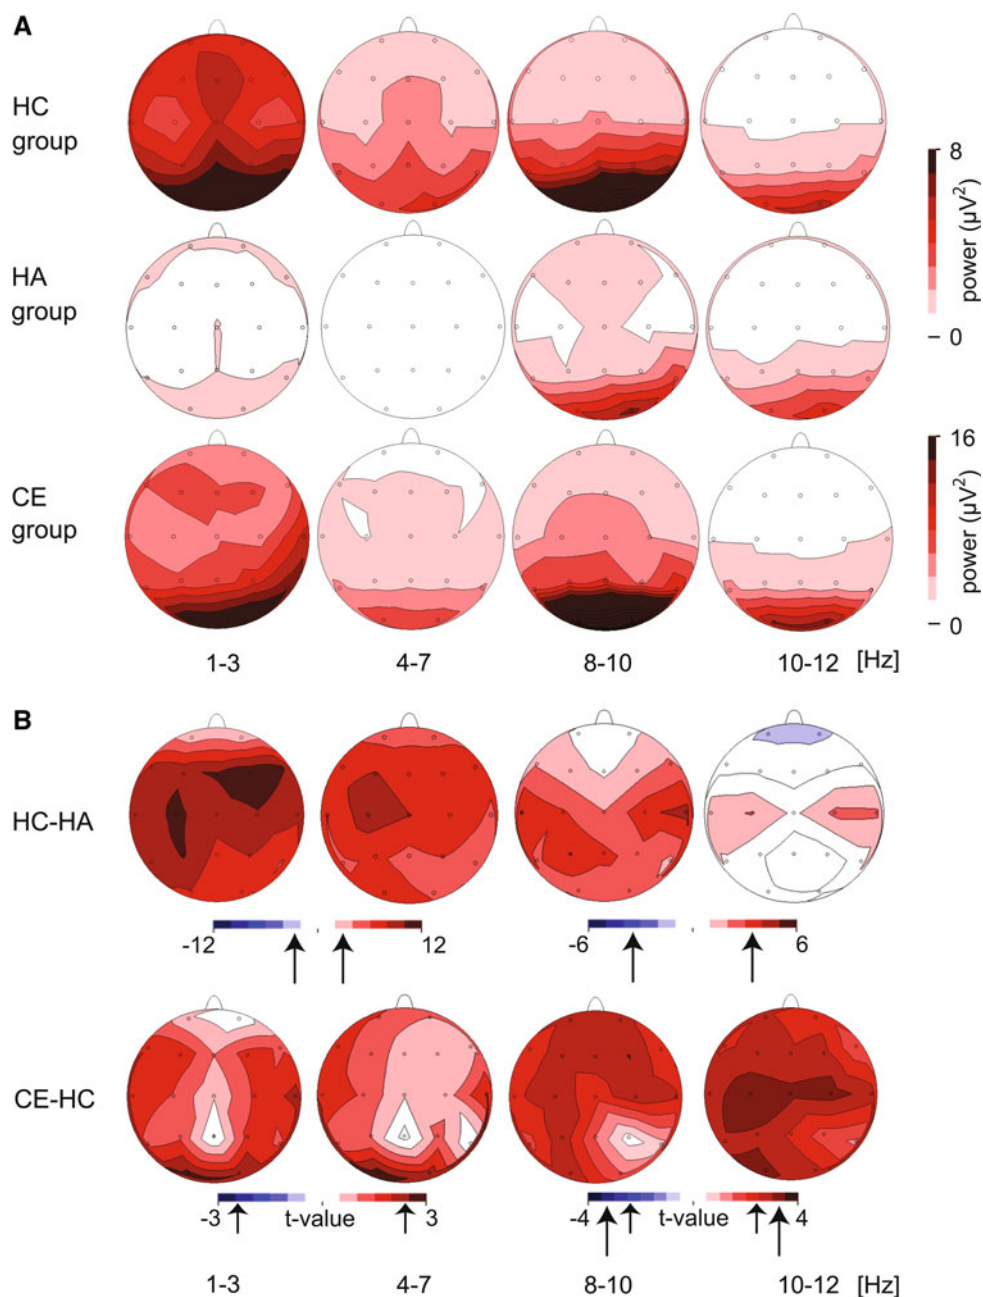 A
HC
group
8
power (µV²)
0
HA
group
16
power (µV²)
0
CE
group
1-3 4-7 8-10 10-12 [Hz]
B
HC-HA
-12 12 -6 6
CE-HC
-3 t-value 3 -4 t-value 4
1-3 4-7 8-10 10-12 [Hz]